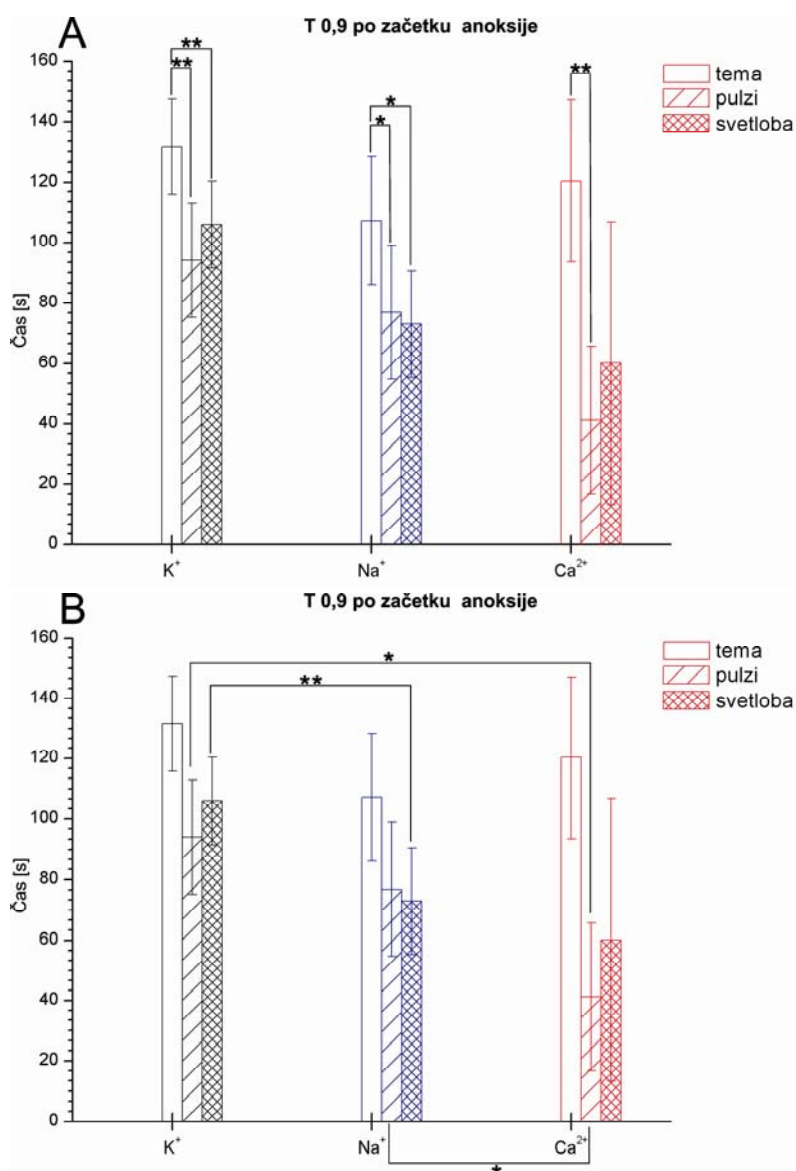 A
T 0,9 po začetku anoksije
160
140
120
100
80
60
40
20
0
Čas [s]
** ** * * **
tema
pulzi
svetloba
K⁺ Na⁺ Ca²⁺
B
T 0,9 po začetku anoksije
160
140
120
100
80
60
40
20
0
Čas [s]
*
**
tema
pulzi
svetloba
K⁺ Na⁺ Ca²⁺
*